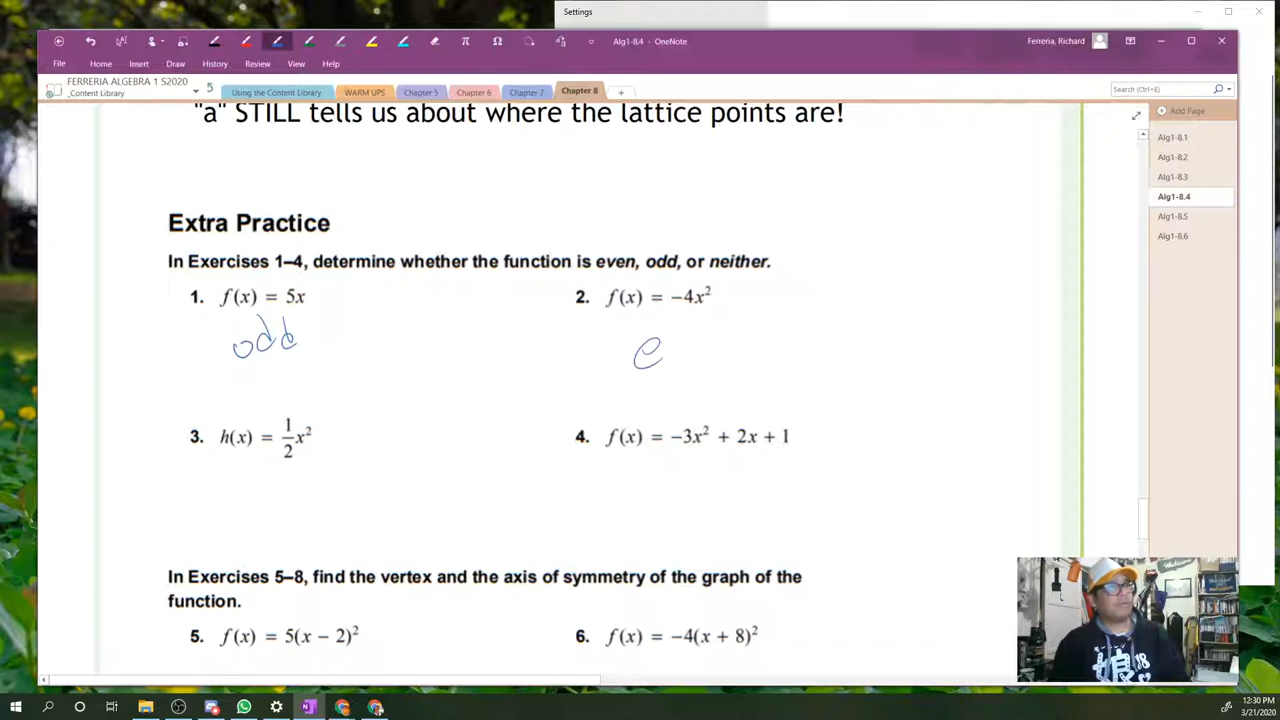 Settings
Alg1-8.4 - OneNote
Ferreria, Richard
File Home Insert Draw History Review View Help
FERRERIA ALGEBRA 1 S2020
_Content Library
5
Using the Content Library
WARM UPS
Chapter 5
Chapter 6
Chapter 7
Chapter 8
Search (Ctrl+E)
Add Page
Alg1-8.1
Alg1-8.2
Alg1-8.3
Alg1-8.4
Alg1-8.5
Alg1-8.6
"a" STILL tells us about where the lattice points are!
Extra Practice
In Exercises 1–4, determine whether the function is even, odd, or neither.
1. f(x) = 5x
2. f(x) = −4x²
odd
e
3. h(x) = 1/2 x²
4. f(x) = −3x² + 2x + 1
In Exercises 5–8, find the vertex and the axis of symmetry of the graph of the
function.
5. f(x) = 5(x − 2)²
6. f(x) = −4(x + 8)²
娘
18
12:30 PM
3/21/2020